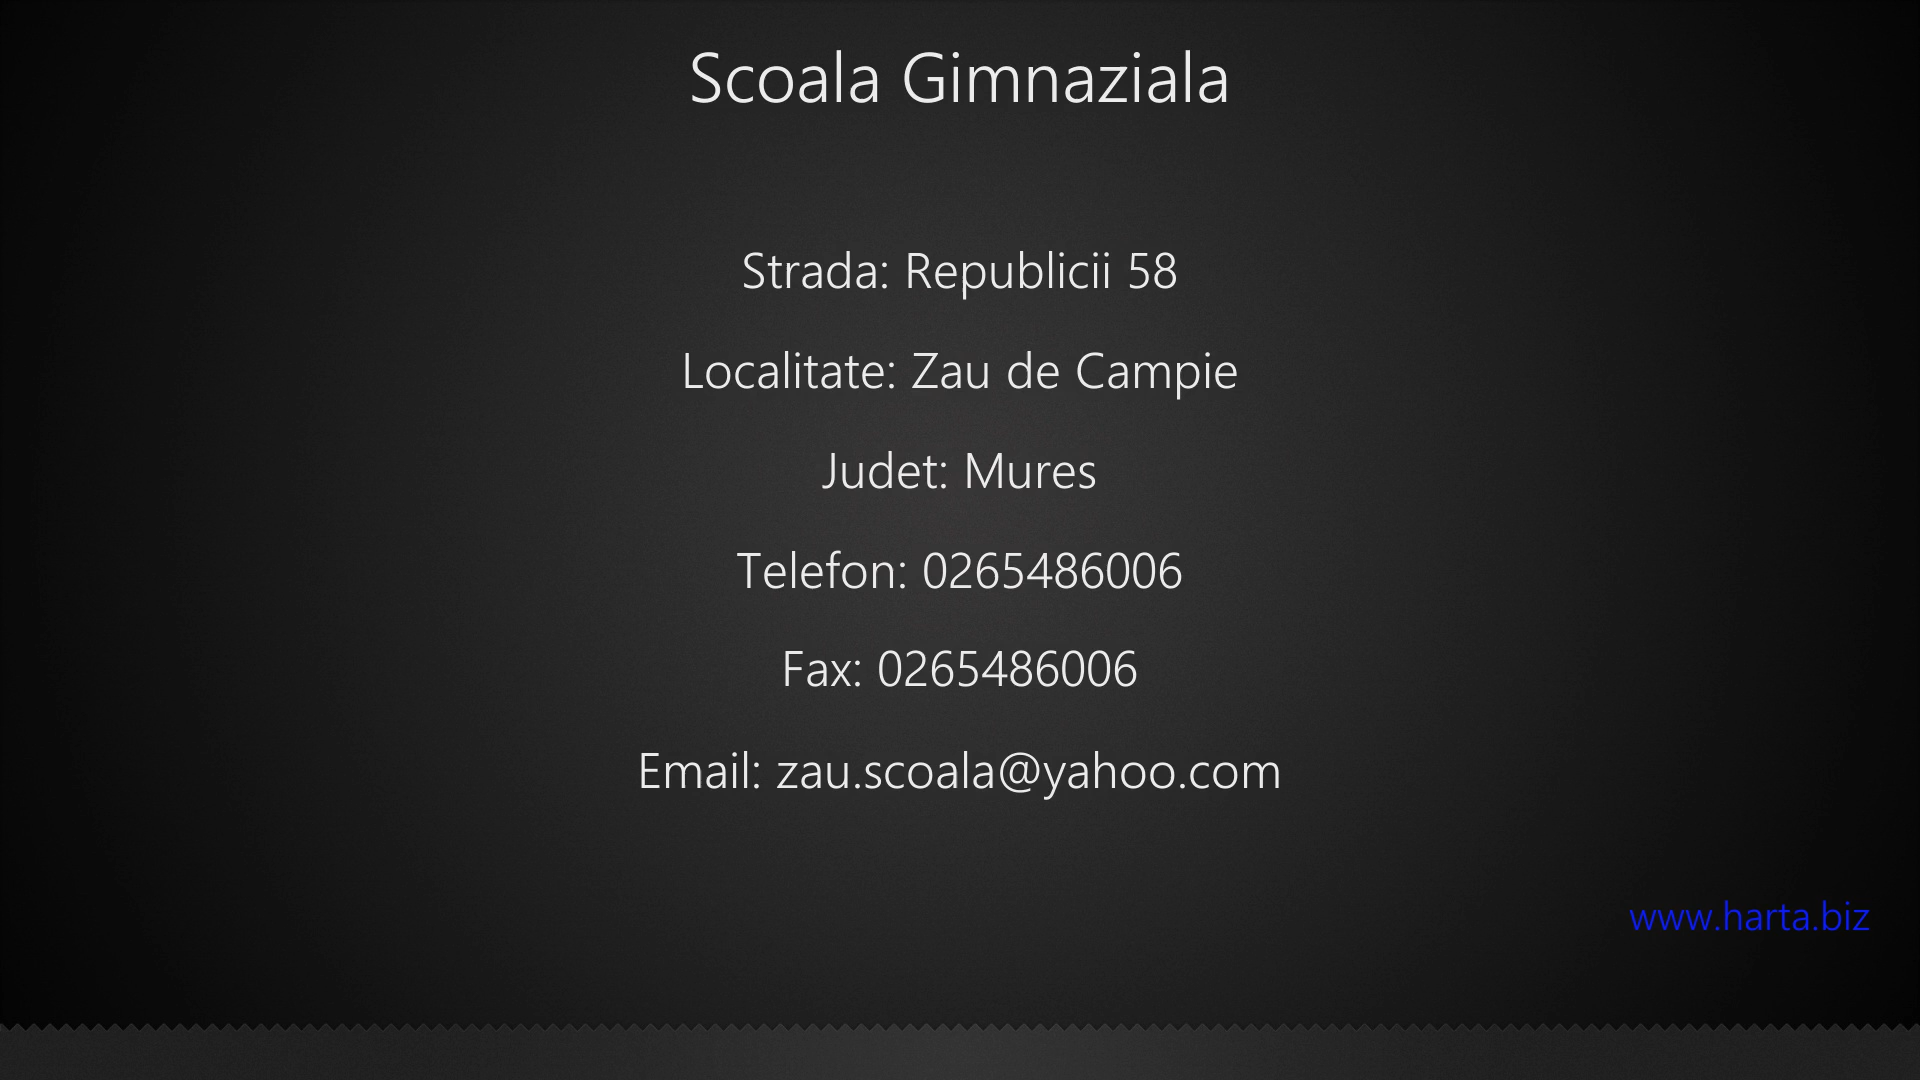 Scoala Gimnaziala
Strada: Republicii 58
Localitate: Zau de Campie
Judet: Mures
Telefon: 0265486006
Fax: 0265486006
Email: zau.scoala@yahoo.com
www.harta.biz